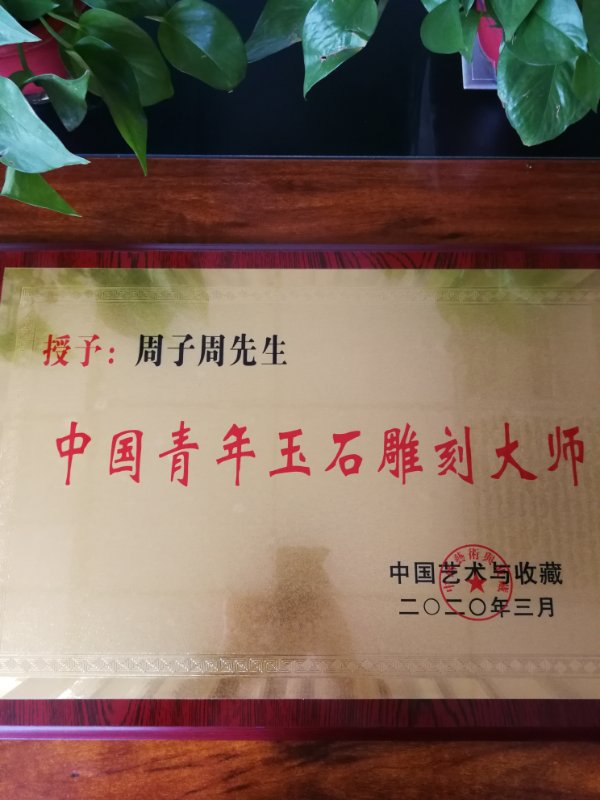 授予：周子周先生
中国青年玉石雕刻大师
中国艺术与收藏
二〇二〇年三月